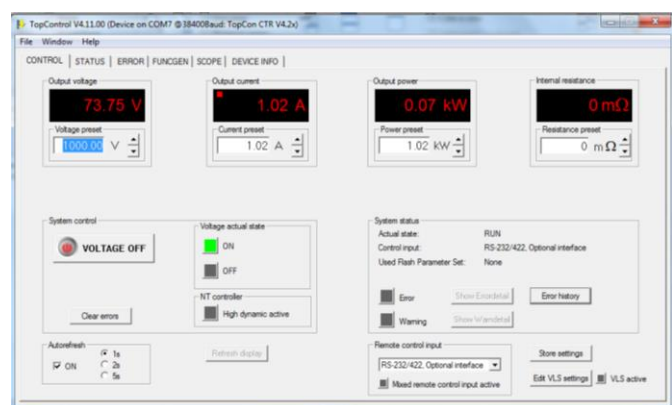 TopControl V4.11.00 (Device on COM7 @38400Baud: TopCon CTR V4.2x)
File Window Help
CONTROL STATUS ERROR FUNCGEN SCOPE DEVICE INFO
Output voltage Output current Output power Internal resistance
73.75 V 1.02 A 0.07 kW 0 mΩ
Voltage preset Current preset Power preset Resistance preset
1000.00 V 1.02 A 1.02 kW 0 mΩ
System control
VOLTAGE OFF
Clear errors
Voltage actual state
ON
OFF
NT controller
High dynamic active
System status
Actual state: RUN
Control input: RS-232/422, Optional interface
Used Flash Parameter Set: None
Error Show Errordetail Error history
Warning Show Warndetail
Autorefresh
ON
1s
2s
5s
Refresh display
Remote control input
RS-232/422, Optional interface
Mixed remote control input active
Store settings
Edit VLS settings VLS active